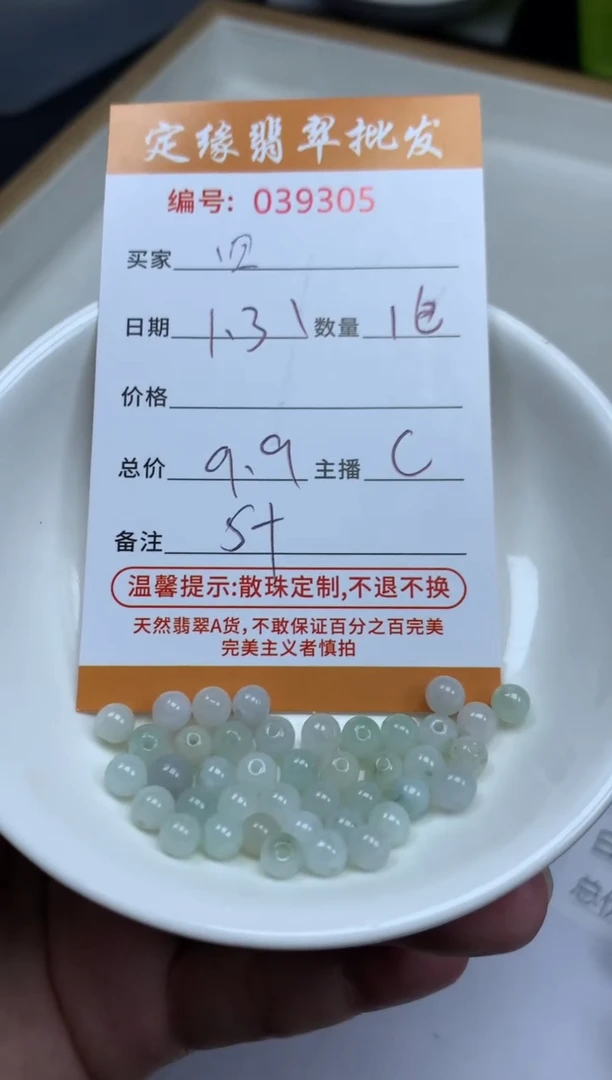 定缘翡翠批发
编号: 039305
买家
日期 1.31 数量 1包
价格
总价 9.9 主播 C
备注 5+
温馨提示:散珠定制,不退不换
天然翡翠A货,不敢保证百分之百完美
完美主义者慎拍
总